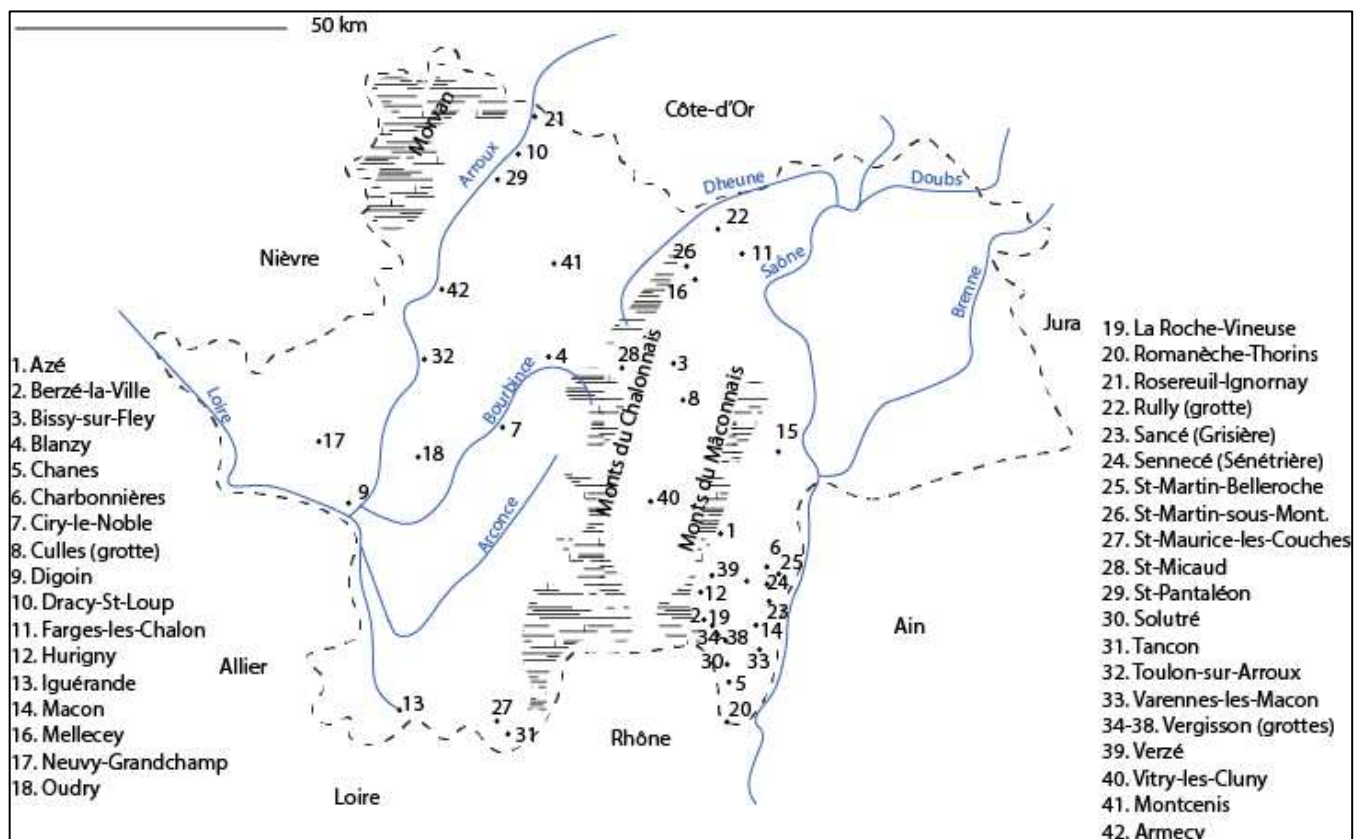 50 km
Côte-d'Or
Morvan
21
10
Arroux
29
Dheune
Doubs
22
Nièvre
26
11
41
Saône
16
42
Brenne
Jura
Loire
32
Bourbince
4
28
3
Monts du Chalonnais
Monts du Mâconnais
8
7
15
17
18
9
40
Arconce
1
6
25
39
24
12
23
2
19
14
34-38
33
30
Ain
Allier
5
13
27
20
31
Rhône
Loire
1. Azé
2. Berzé-la-Ville
3. Bissy-sur-Fley
4. Blanzy
5. Chanes
6. Charbonnières
7. Ciry-le-Noble
8. Culles (grotte)
9. Digoin
10. Dracy-St-Loup
11. Farges-les-Chalon
12. Hurigny
13. Iguérande
14. Macon
16. Mellecey
17. Neuvy-Grandchamp
18. Oudry
19. La Roche-Vineuse
20. Romanèche-Thorins
21. Rosereuil-Ignornay
22. Rully (grotte)
23. Sancé (Grisière)
24. Sennecé (Sénétrière)
25. St-Martin-Belleroche
26. St-Martin-sous-Mont.
27. St-Maurice-les-Couches
28. St-Micaud
29. St-Pantaléon
30. Solutré
31. Tancon
32. Toulon-sur-Arroux
33. Varennes-les-Macon
34-38. Vergisson (grottes)
39. Verzé
40. Vitry-les-Cluny
41. Montcenis
42. Armecy